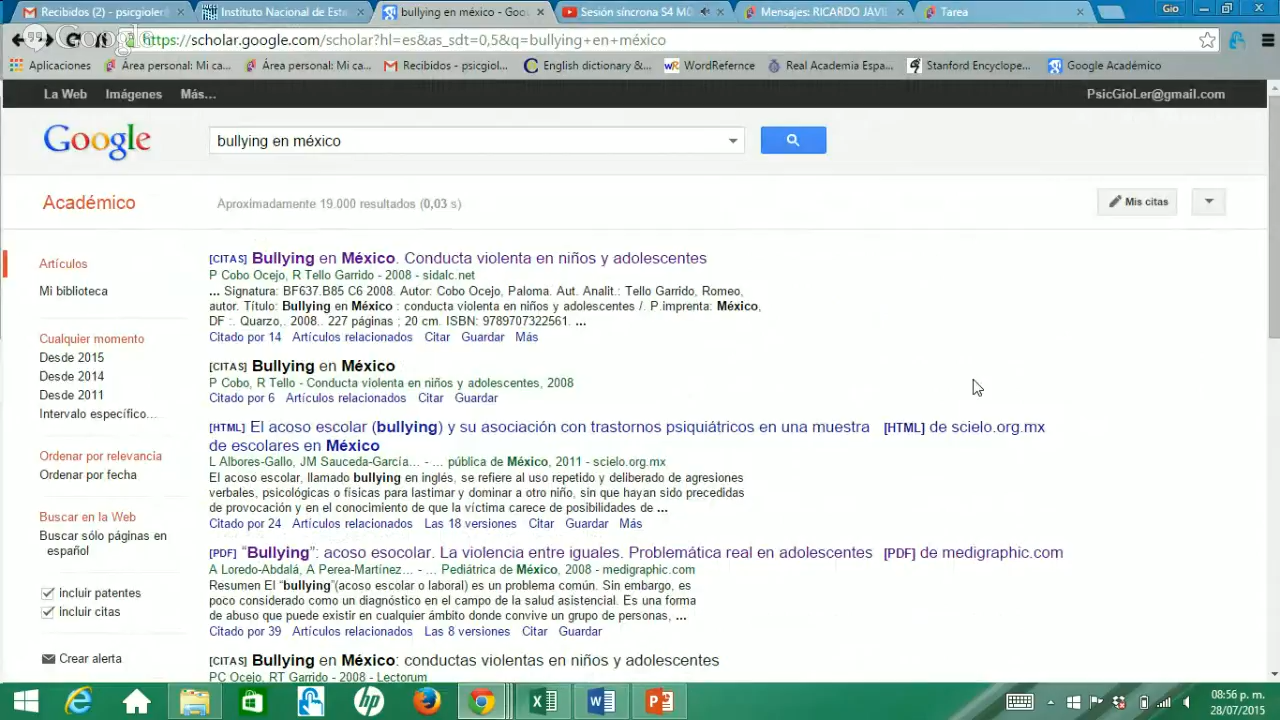 Recibidos (2) - psicgioler
Instituto Nacional de Esta
bullying en méxico - Goo
Sesión síncrona S4 M0
Mensajes: RICARDO JAVI
Tarea
Gio
Google
https://scholar.google.com/scholar?hl=es&as_sdt=0,5&q=bullying+en+méxico
Aplicaciones
Área personal: Mi ca...
Área personal: Mi ca...
Recibidos - psicgiol...
English dictionary &...
WordRefernce
Real Academia Espa...
Stanford Encyclope...
Google Académico
La Web
Imágenes
Más...
PsicGioLer@gmail.com
Google
bullying en méxico
Académico
Aproximadamente 19.000 resultados (0,03 s)
Mis citas
Artículos
Mi biblioteca
Cualquier momento
Desde 2015
Desde 2014
Desde 2011
Intervalo específico...
Ordenar por relevancia
Ordenar por fecha
Buscar en la Web
Buscar sólo páginas en
español
incluir patentes
incluir citas
Crear alerta
[CITAS] Bullying en México. Conducta violenta en niños y adolescentes
P Cobo Ocejo, R Tello Garrido - 2008 - sidalc.net
... Signatura: BF637.B85 C6 2008. Autor: Cobo Ocejo, Paloma. Aut. Analit.: Tello Garrido, Romeo,
autor. Título: Bullying en México : conducta violenta en niños y adolescentes /. P.imprenta: México,
DF :. Quarzo,. 2008.. 227 páginas ; 20 cm. ISBN: 9789707322561. ...
Citado por 14 Artículos relacionados Citar Guardar Más
[CITAS] Bullying en México
P Cobo, R Tello - Conducta violenta en niños y adolescentes, 2008
Citado por 6 Artículos relacionados Citar Guardar
[HTML] El acoso escolar (bullying) y su asociación con trastornos psiquiátricos en una muestra
de escolares en México
[HTML] de scielo.org.mx
L Albores-Gallo, JM Sauceda-García... - ... pública de México, 2011 - scielo.org.mx
El acoso escolar, llamado bullying en inglés, se refiere al uso repetido y deliberado de agresiones
verbales, psicológicas o físicas para lastimar y dominar a otro niño, sin que hayan sido precedidas
de provocación y en el conocimiento de que la víctima carece de posibilidades de ...
Citado por 24 Artículos relacionados Las 18 versiones Citar Guardar Más
[PDF] “Bullying”: acoso esocolar. La violencia entre iguales. Problemática real en adolescentes
[PDF] de medigraphic.com
A Loredo-Abdalá, A Perea-Martínez... - ... Pediátrica de México, 2008 - medigraphic.com
Resumen El “bullying”(acoso escolar o laboral) es un problema común. Sin embargo, es
poco considerado como un diagnóstico en el campo de la salud asistencial. Es una forma
de abuso que puede existir en cualquier ámbito donde convive un grupo de personas, ...
Citado por 39 Artículos relacionados Las 8 versiones Citar Guardar
[CITAS] Bullying en México: conductas violentas en niños y adolescentes
PC Ocejo, RT Garrido - 2008 - Lectorum
08:56 p. m.
28/07/2015